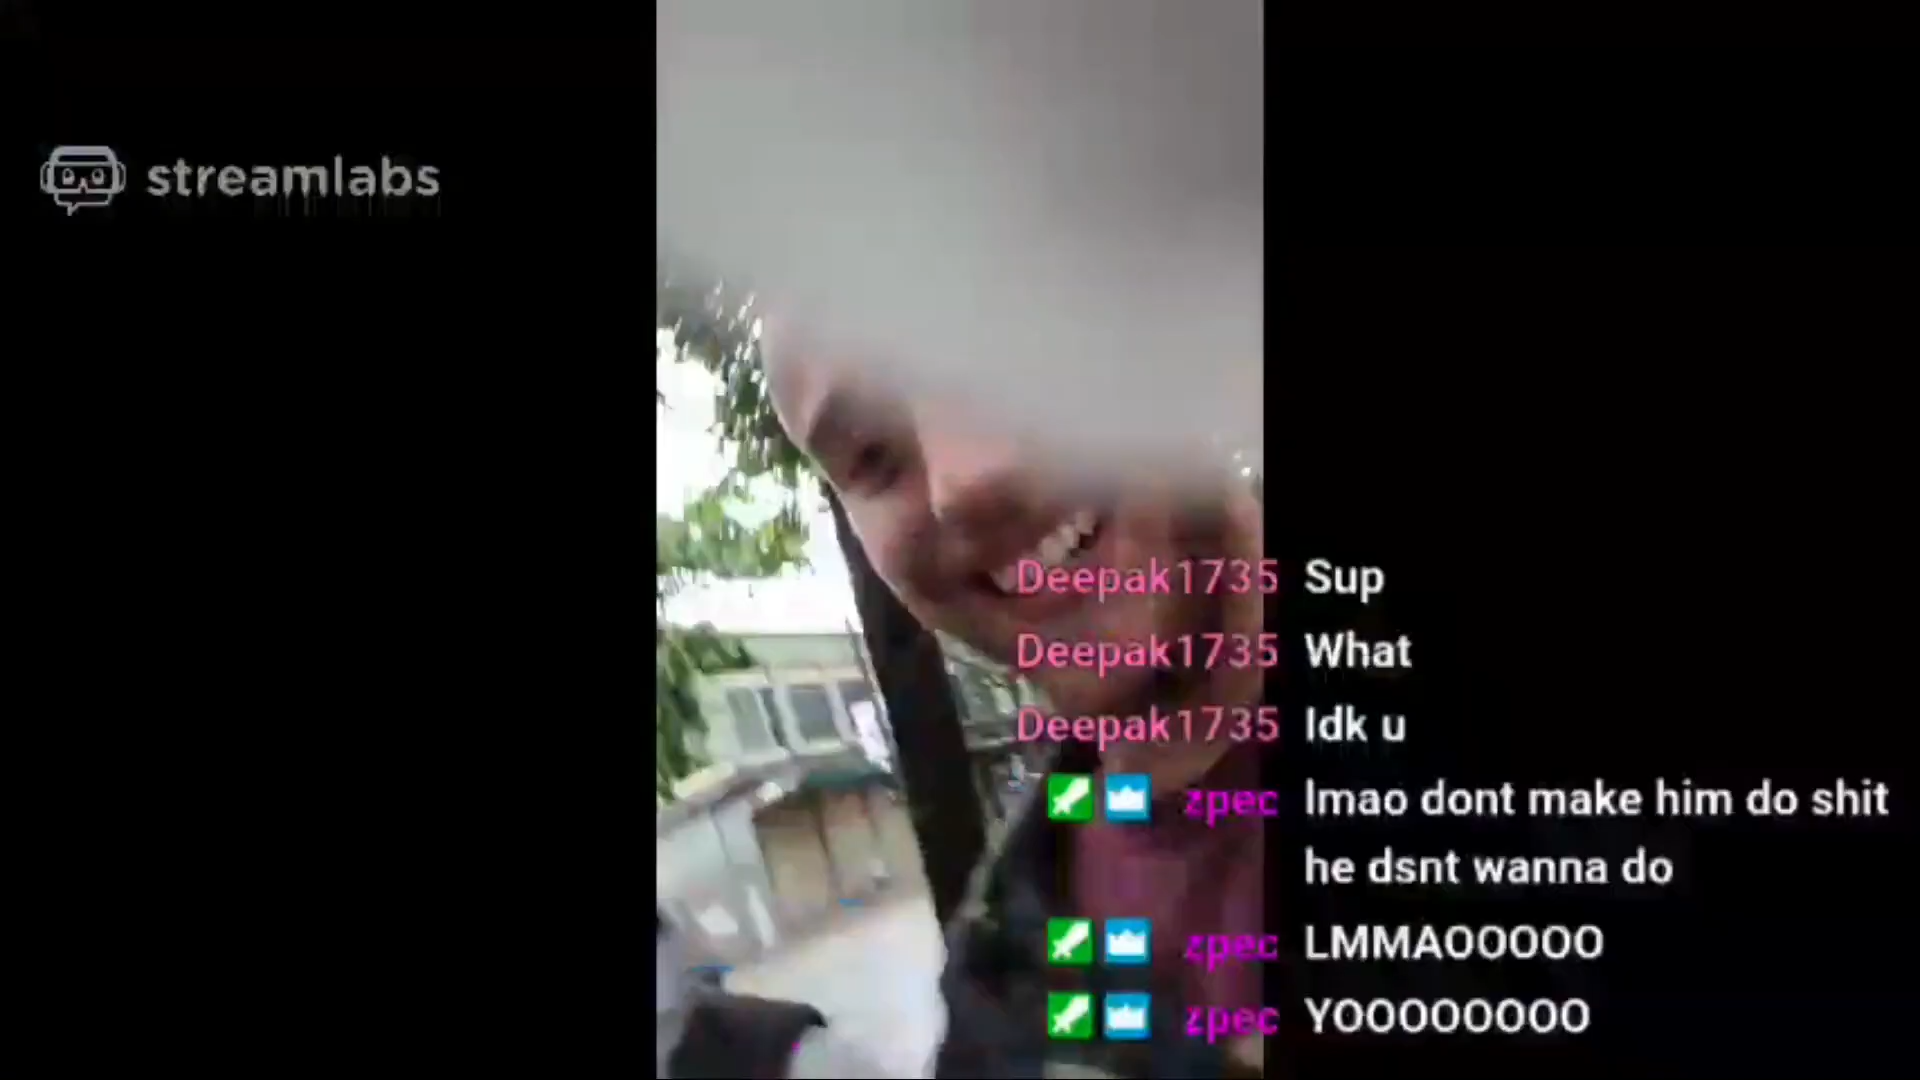 streamlabs
Deepak1735 Sup
Deepak1735 What
Deepak1735 Idk u
zpec lmao dont make him do shit
he dsnt wanna do
zpec LMMAOOOOO
zpec YOOOOOOOO